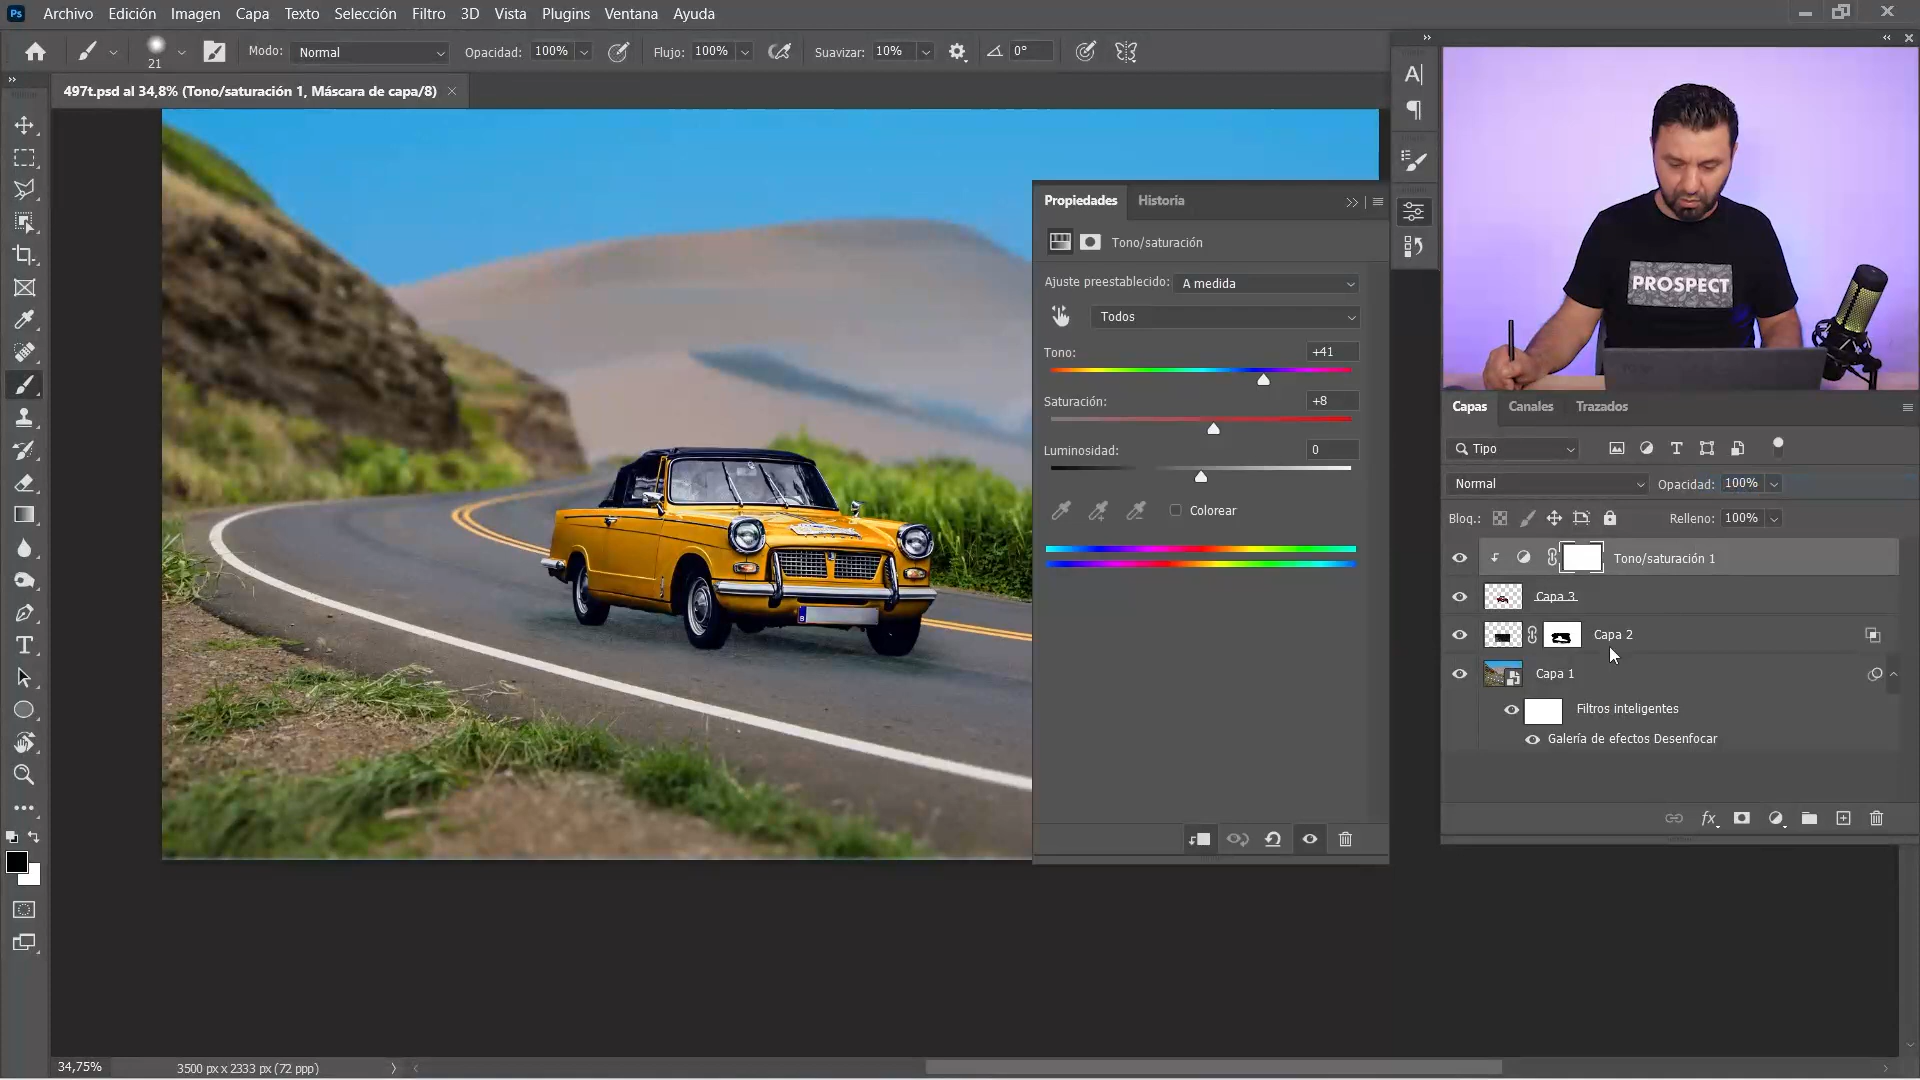 Ps Archivo Edición Imagen Capa Texto Selección Filtro 3D Vista Plugins Ventana Ayuda
21 Modo: Normal Opacidad: 100% Flujo: 100% Suavizar: 10% 0°
497t.psd al 34,8% (Tono/saturación 1, Máscara de capa/8)
Propiedades Historia
Tono/saturación
Ajuste preestablecido: A medida
Todos
Tono: +41
Saturación: +8
Luminosidad: 0
Colorear
PROSPECT
Capas Canales Trazados
Tipo
Normal Opacidad: 100%
Bloq.: Relleno: 100%
Tono/saturación 1
Capa 3
Capa 2
Capa 1
Filtros inteligentes
Galería de efectos Desenfocar
fx
34,75% 3500 px x 2333 px (72 ppp)